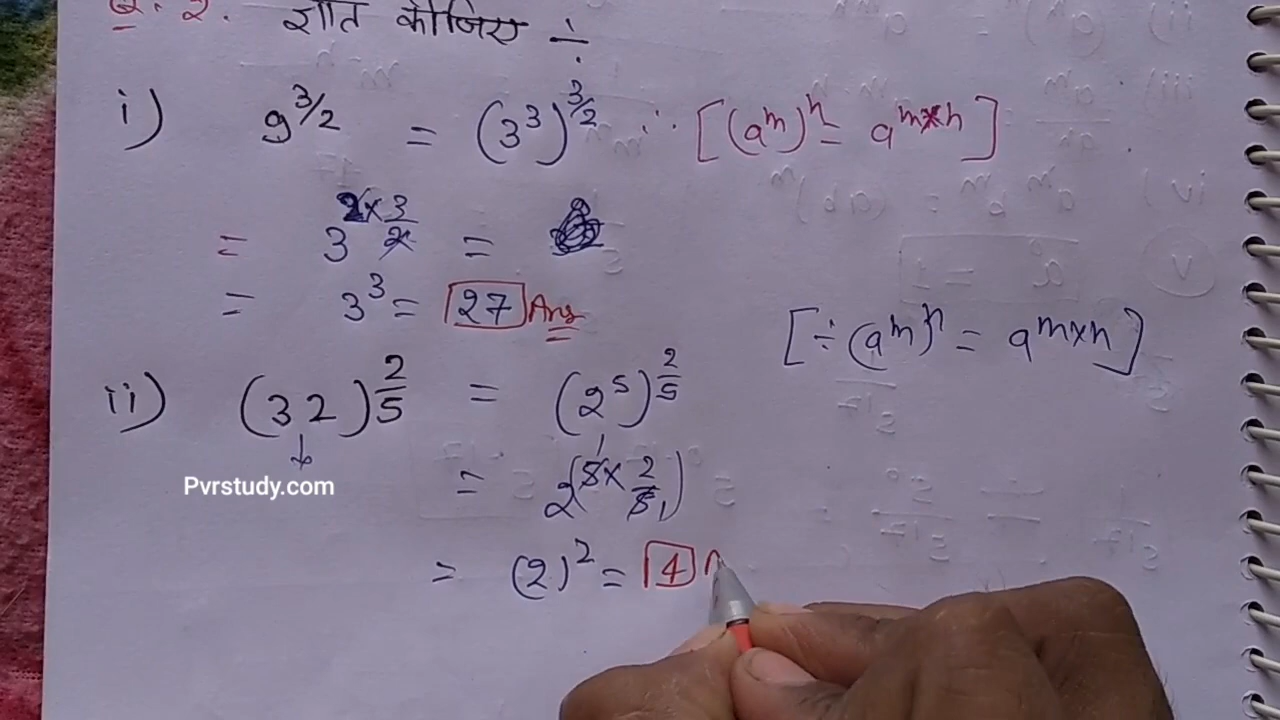 Q. 2. ज्ञात कीजिए ÷
i) 9^3/2 = (3^3)^3/2 ∴ [(a^m)^n = a^m×n]
= 3^2×3/2 =
= 3^3 = 27 Ans
[÷ (a^m)^n = a^m×n]
ii) (32)^2/5 = (2^5)^2/5
= 2^(5×2/5)
Pvrstudy.com
= (2)^2 = 4